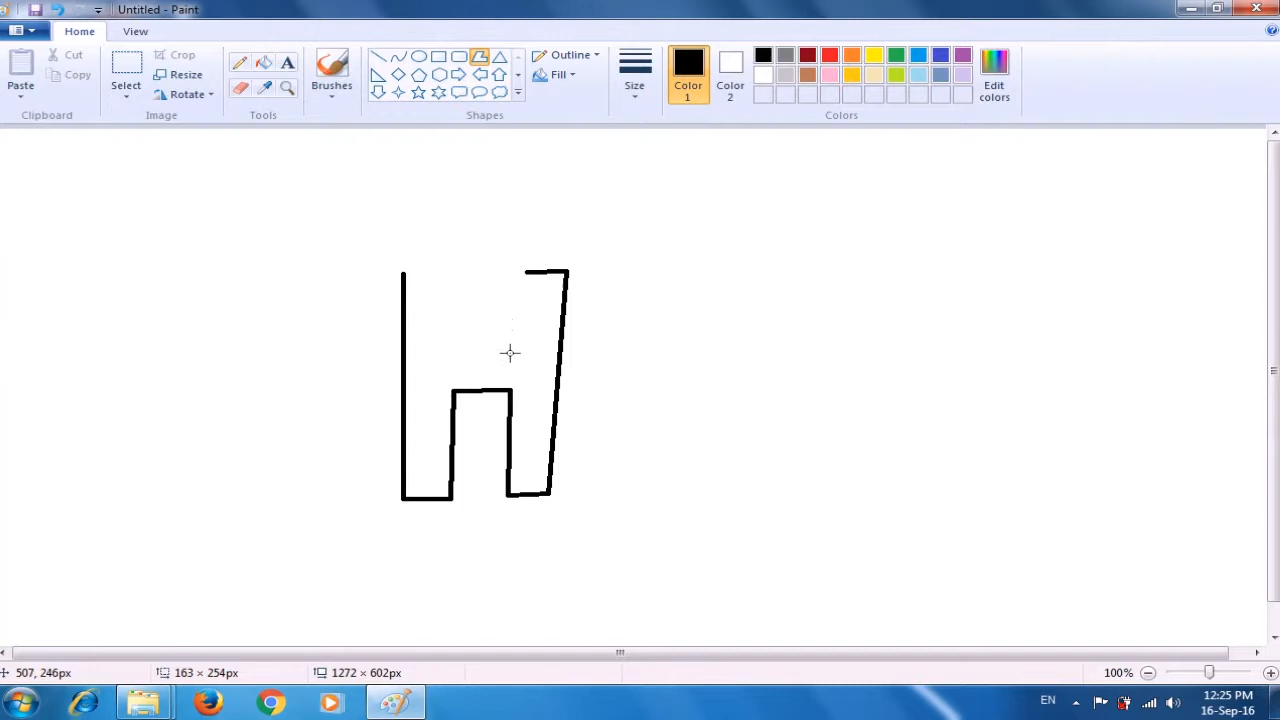 Untitled - Paint
Home
View
Paste
Cut
Copy
Clipboard
Select
Crop
Resize
Rotate
Image
A
Tools
Brushes
Shapes
Outline
Fill
Size
Color 1
Color 2
Edit colors
Colors
507, 246px
163 × 254px
1272 × 602px
100%
EN
12:25 PM
16-Sep-16